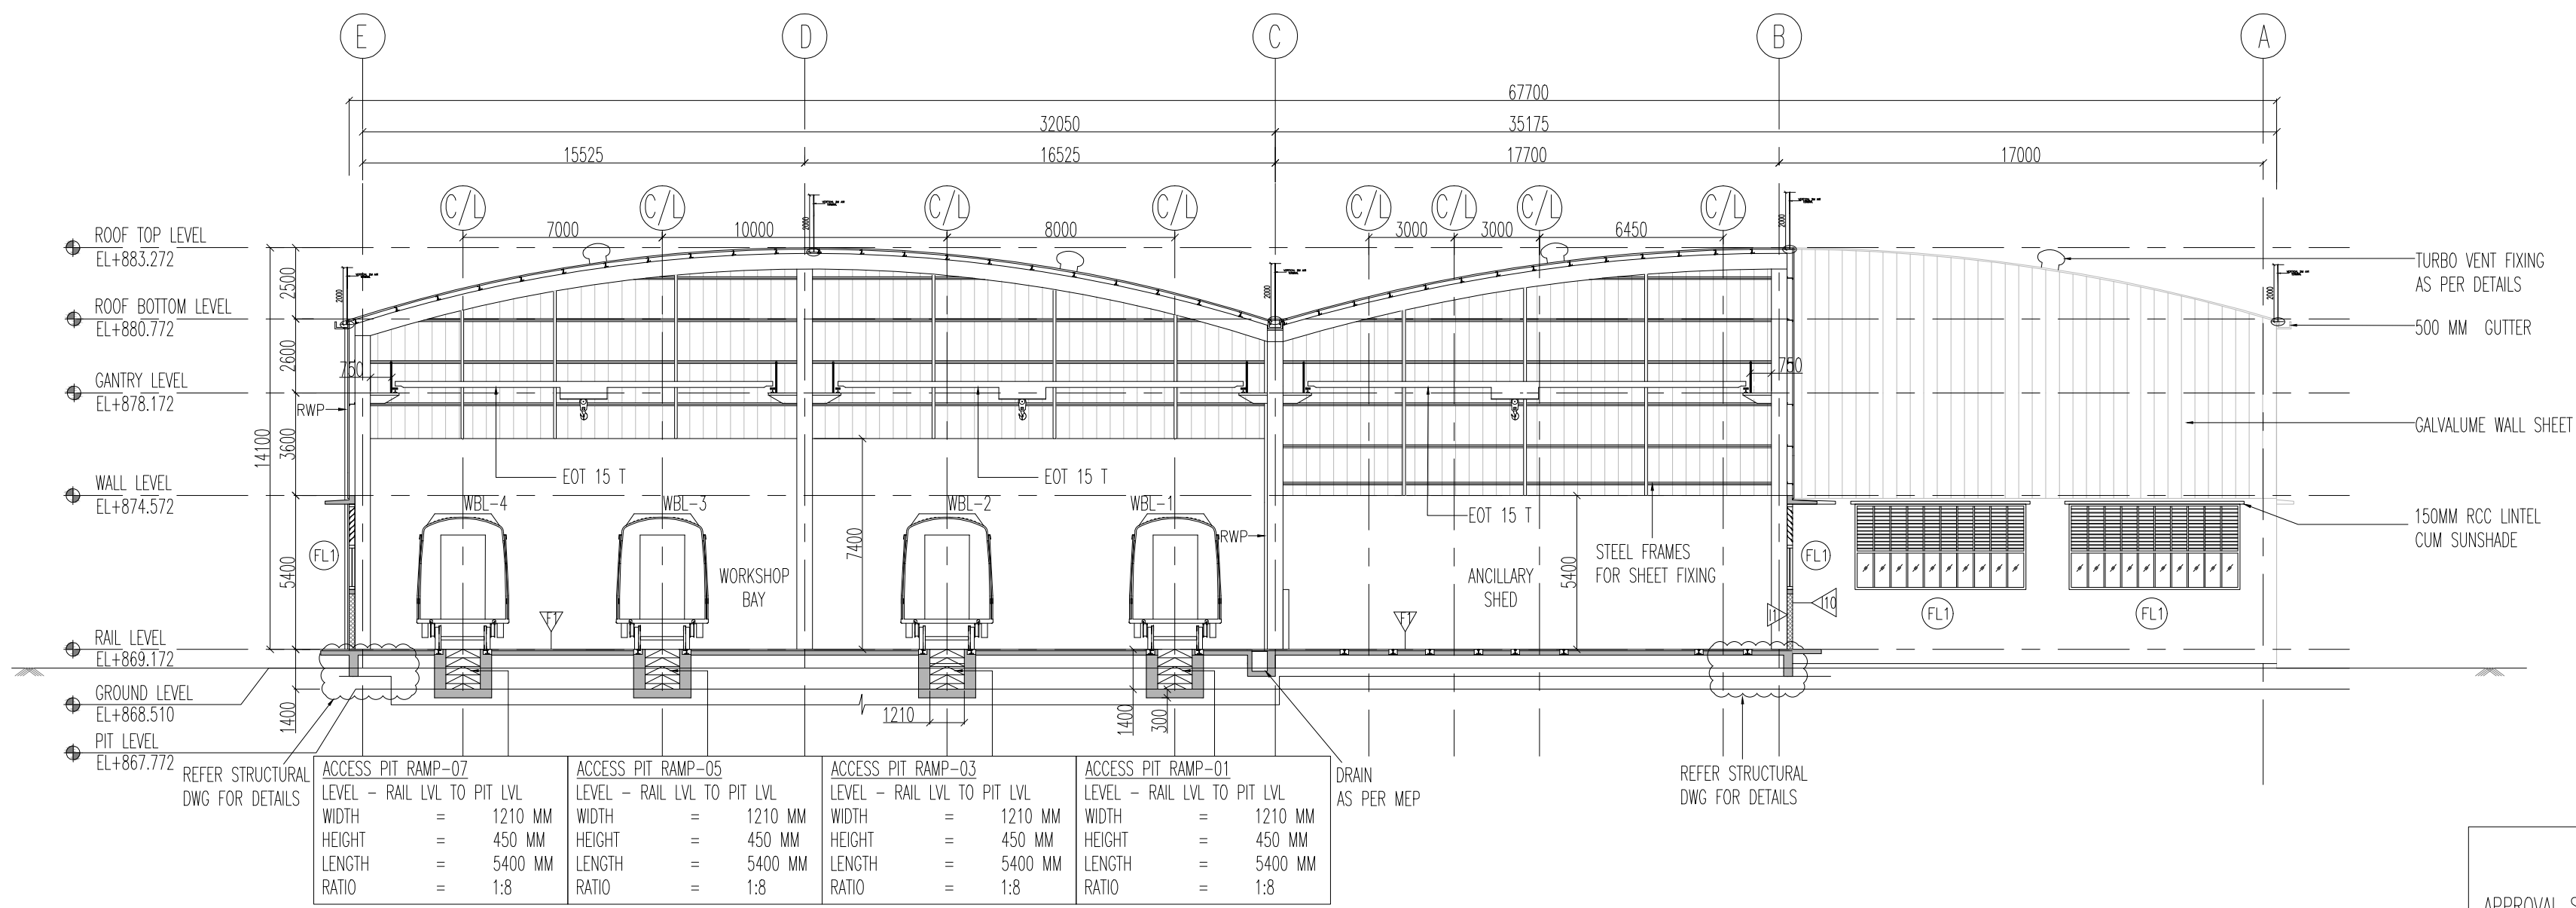 E
D
C
B
A
67700
32050
35175
15525
16525
17700
17000
C/L
C/L
C/L
C/L
C/L
C/L
C/L
C/L
7000
10000
8000
3000
3000
6450
2000
2000
2000
2000
2000
ROOF TOP LEVEL
EL+883.272
ROOF BOTTOM LEVEL
EL+880.772
GANTRY LEVEL
EL+878.172
WALL LEVEL
EL+874.572
RAIL LEVEL
EL+869.172
GROUND LEVEL
EL+868.510
PIT LEVEL
EL+867.772
2500
2600
3600
5400
1400
14100
750
750
RWP
RWP
EOT 15 T
EOT 15 T
EOT 15 T
WBL-4
WBL-3
WBL-2
WBL-1
7400
5400
WORKSHOP
BAY
ANCILLARY
SHED
STEEL FRAMES
FOR SHEET FIXING
TURBO VENT FIXING
AS PER DETAILS
500 MM GUTTER
GALVALUME WALL SHEET
150MM RCC LINTEL
CUM SUNSHADE
FL1
FL1
FL1
FL1
F1
F1
I1
I10
1210
1400
300
REFER STRUCTURAL
DWG FOR DETAILS
DRAIN
AS PER MEP
REFER STRUCTURAL
DWG FOR DETAILS
ACCESS PIT RAMP-07
LEVEL - RAIL LVL TO PIT LVL
WIDTH = 1210 MM
HEIGHT = 450 MM
LENGTH = 5400 MM
RATIO = 1:8
ACCESS PIT RAMP-05
LEVEL - RAIL LVL TO PIT LVL
WIDTH = 1210 MM
HEIGHT = 450 MM
LENGTH = 5400 MM
RATIO = 1:8
ACCESS PIT RAMP-03
LEVEL - RAIL LVL TO PIT LVL
WIDTH = 1210 MM
HEIGHT = 450 MM
LENGTH = 5400 MM
RATIO = 1:8
ACCESS PIT RAMP-01
LEVEL - RAIL LVL TO PIT LVL
WIDTH = 1210 MM
HEIGHT = 450 MM
LENGTH = 5400 MM
RATIO = 1:8
APPROVAL